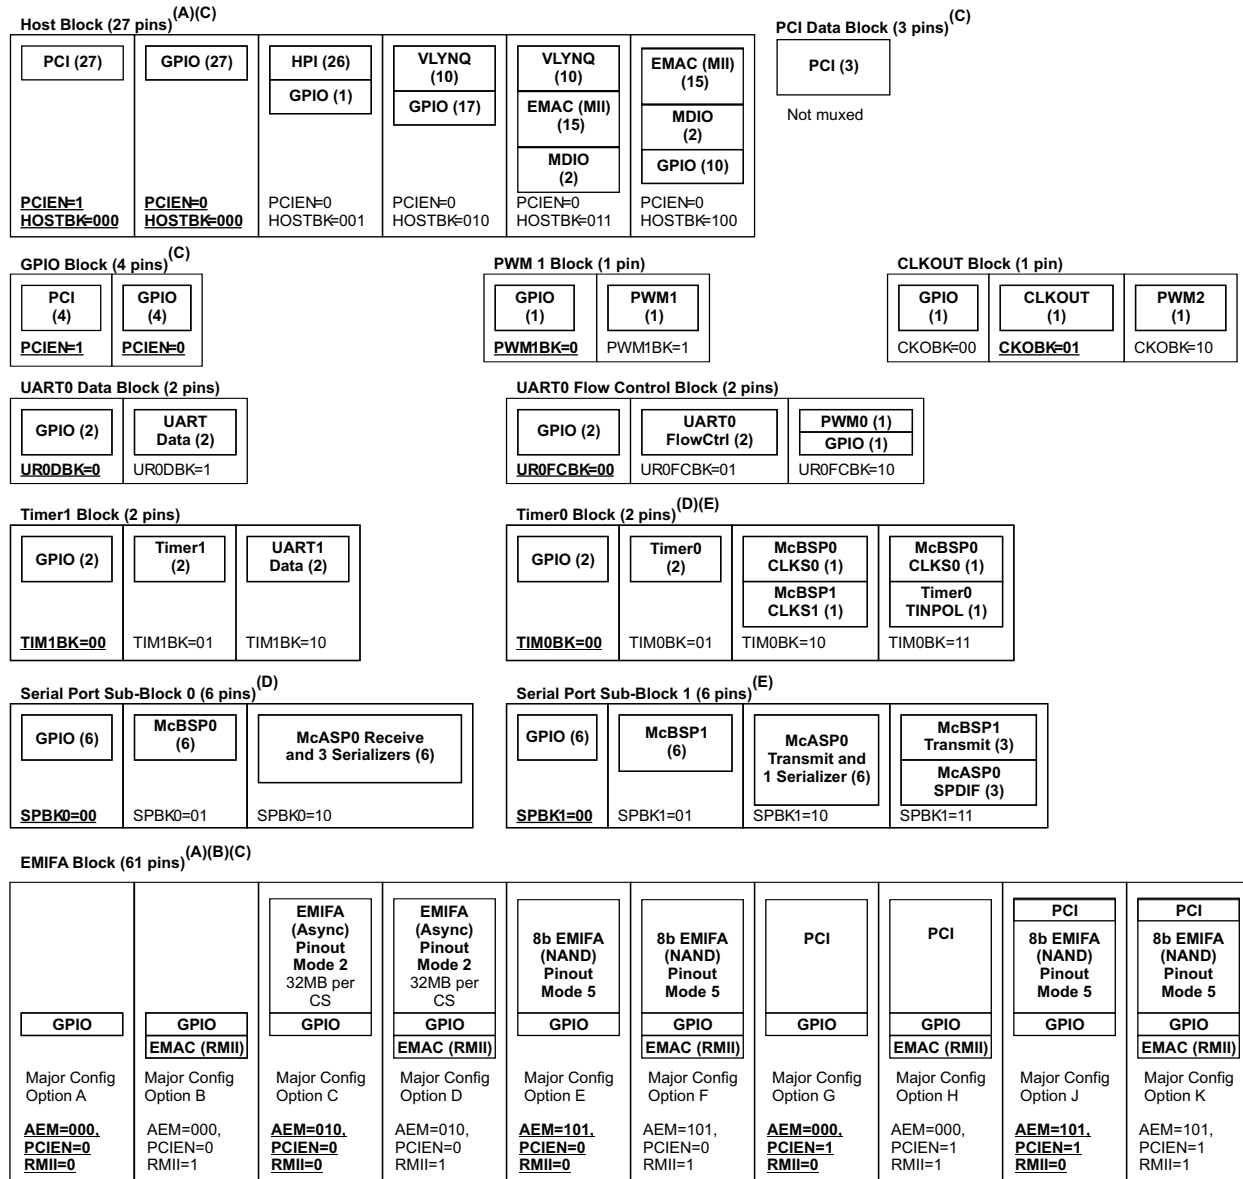 Host Block (27 pins)(A)(C)
PCI (27)
PCIEN=1
HOSTBK=000
GPIO (27)
PCIEN=0
HOSTBK=000
HPI (26)
GPIO (1)
PCIEN=0
HOSTBK=001
VLYNQ
(10)
GPIO (17)
PCIEN=0
HOSTBK=010
VLYNQ
(10)
EMAC (MII)
(15)
MDIO
(2)
PCIEN=0
HOSTBK=011
EMAC (MII)
(15)
MDIO
(2)
GPIO (10)
PCIEN=0
HOSTBK=100
PCI Data Block (3 pins)(C)
PCI (3)
Not muxed
GPIO Block (4 pins)(C)
PCI
(4)
PCIEN=1
GPIO
(4)
PCIEN=0
PWM 1 Block (1 pin)
GPIO
(1)
PWM1BK=0
PWM1
(1)
PWM1BK=1
CLKOUT Block (1 pin)
GPIO
(1)
CKOBK=00
CLKOUT
(1)
CKOBK=01
PWM2
(1)
CKOBK=10
UART0 Data Block (2 pins)
GPIO (2)
UR0DBK=0
UART
Data (2)
UR0DBK=1
UART0 Flow Control Block (2 pins)
GPIO (2)
UR0FCBK=00
UART0
FlowCtrl (2)
UR0FCBK=01
PWM0 (1)
GPIO (1)
UR0FCBK=10
Timer1 Block (2 pins)
GPIO (2)
TIM1BK=00
Timer1
(2)
TIM1BK=01
UART1
Data (2)
TIM1BK=10
Timer0 Block (2 pins)(D)(E)
GPIO (2)
TIM0BK=00
Timer0
(2)
TIM0BK=01
McBSP0
CLKS0 (1)
McBSP1
CLKS1 (1)
TIM0BK=10
McBSP0
CLKS0 (1)
Timer0
TINPOL (1)
TIM0BK=11
Serial Port Sub-Block 0 (6 pins)(D)
GPIO (6)
SPBK0=00
McBSP0
(6)
SPBK0=01
McASP0 Receive
and 3 Serializers (6)
SPBK0=10
Serial Port Sub-Block 1 (6 pins)(E)
GPIO (6)
SPBK1=00
McBSP1
(6)
SPBK1=01
McASP0
Transmit and
1 Serializer (6)
SPBK1=10
McBSP1
Transmit (3)
McASP0
SPDIF (3)
SPBK1=11
EMIFA Block (61 pins)(A)(B)(C)
GPIO
Major Config
Option A
AEM=000,
PCIEN=0
RMII=0
GPIO
EMAC (RMII)
Major Config
Option B
AEM=000,
PCIEN=0
RMII=1
EMIFA
(Async)
Pinout
Mode 2
32MB per
CS
GPIO
Major Config
Option C
AEM=010,
PCIEN=0
RMII=0
EMIFA
(Async)
Pinout
Mode 2
32MB per
CS
GPIO
EMAC (RMII)
Major Config
Option D
AEM=010,
PCIEN=0
RMII=1
8b EMIFA
(NAND)
Pinout
Mode 5
GPIO
Major Config
Option E
AEM=101,
PCIEN=0
RMII=0
8b EMIFA
(NAND)
Pinout
Mode 5
GPIO
EMAC (RMII)
Major Config
Option F
AEM=101,
PCIEN=0
RMII=1
PCI
GPIO
Major Config
Option G
AEM=000,
PCIEN=1
RMII=0
PCI
GPIO
EMAC (RMII)
Major Config
Option H
AEM=000,
PCIEN=1
RMII=1
PCI
8b EMIFA
(NAND)
Pinout
Mode 5
GPIO
Major Config
Option J
AEM=101,
PCIEN=1
RMII=0
PCI
8b EMIFA
(NAND)
Pinout
Mode 5
GPIO
EMAC (RMII)
Major Config
Option K
AEM=101,
PCIEN=1
RMII=1